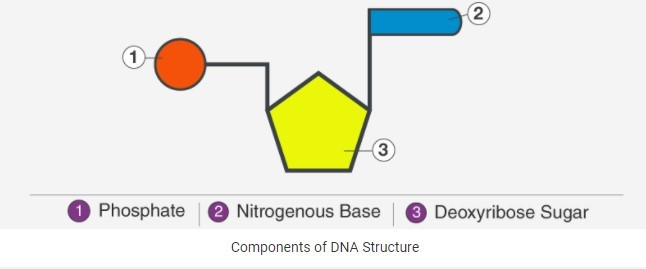 1
2
3
1 Phosphate 2 Nitrogenous Base 3 Deoxyribose Sugar
Components of DNA Structure